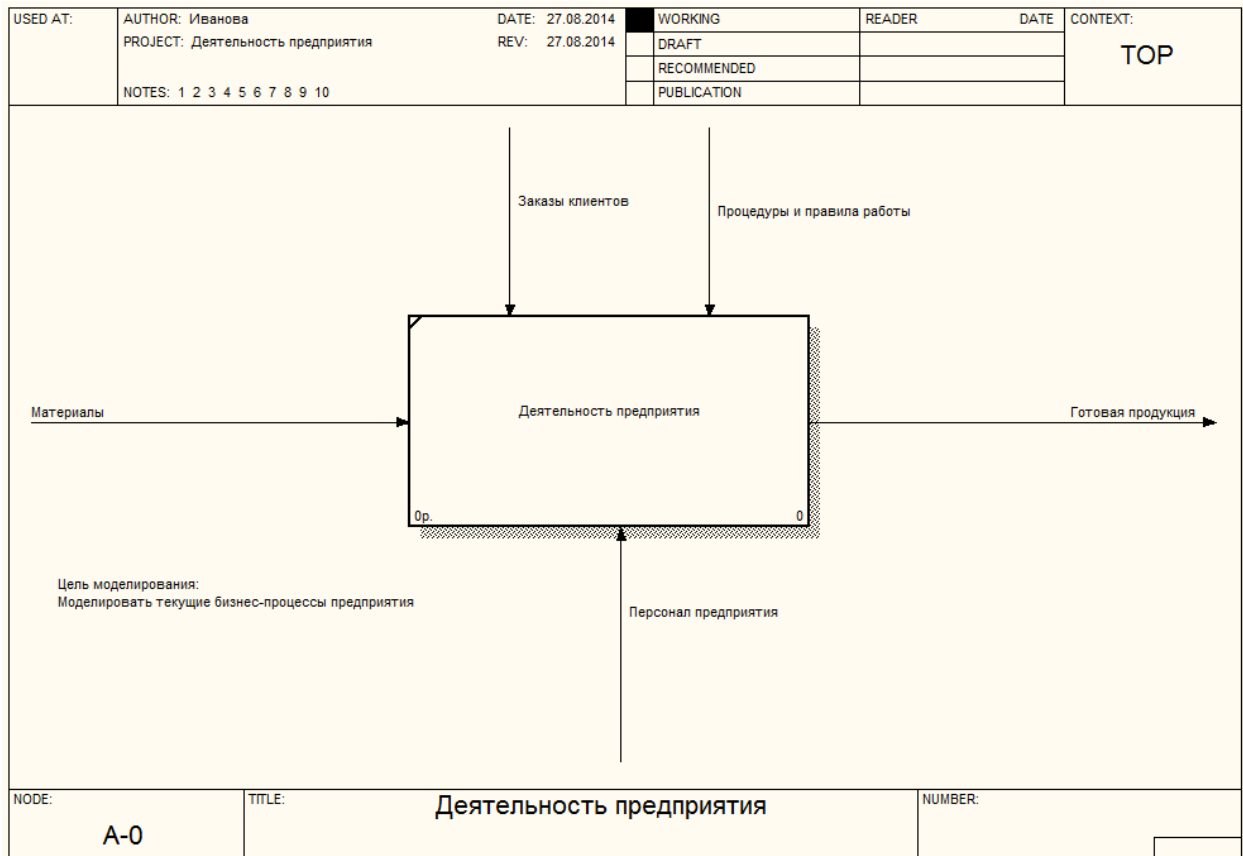 USED AT:
AUTHOR: Иванова
DATE: 27.08.2014
WORKING
READER
DATE
CONTEXT:
PROJECT: Деятельность предприятия
REV: 27.08.2014
DRAFT
TOP
RECOMMENDED
NOTES: 1 2 3 4 5 6 7 8 9 10
PUBLICATION
Заказы клиентов
Процедуры и правила работы
Материалы
Деятельность предприятия
Готовая продукция
0р.
0
Цель моделирования:
Моделировать текущие бизнес-процессы предприятия
Персонал предприятия
NODE:
TITLE:
Деятельность предприятия
NUMBER:
A-0